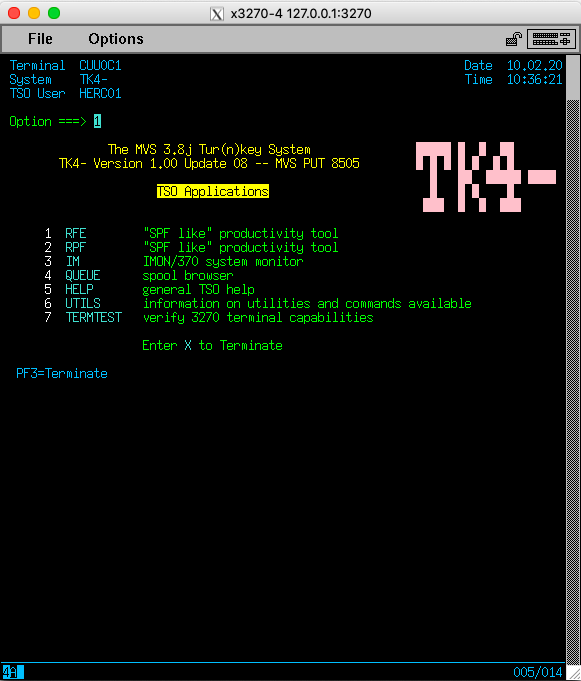 x3270-4 127.0.0.1:3270
File Options
Terminal CUU0C1 Date 10.02.20
System TK4- Time 10:36:21
TSO User HERC01
Option ===> 1
The MVS 3.8j Tur(n)key System
TK4- Version 1.00 Update 08 -- MVS PUT 8505
TK4-
TSO Applications
1 RFE "SPF like" productivity tool
2 RPF "SPF like" productivity tool
3 IM IMON/370 system monitor
4 QUEUE spool browser
5 HELP general TSO help
6 UTILS information on utilities and commands available
7 TERMTEST verify 3270 terminal capabilities
Enter X to Terminate
PF3=Terminate
4A 005/014